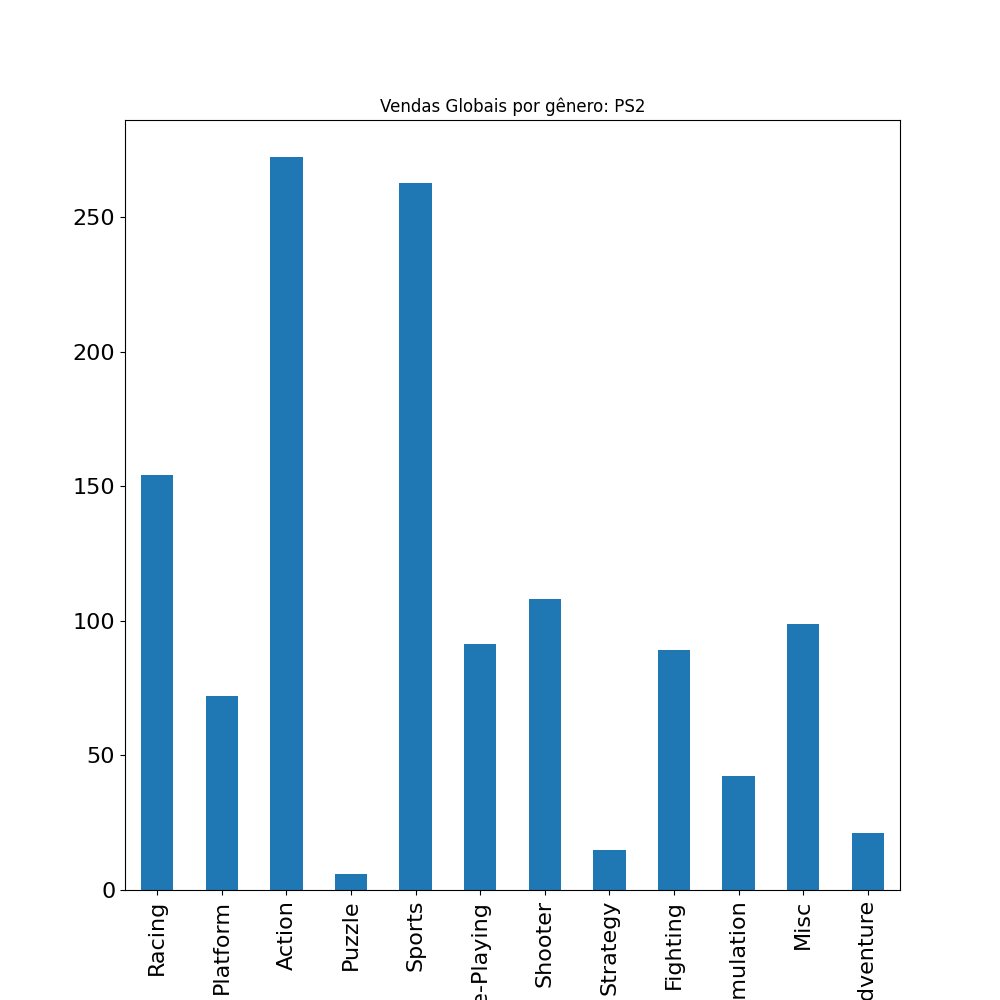 Vendas Globais por gênero: PS2
250
200
150
100
50
0
Racing
Platform
Action
Puzzle
Sports
e-Playing
Shooter
Strategy
Fighting
mulation
Misc
dventure